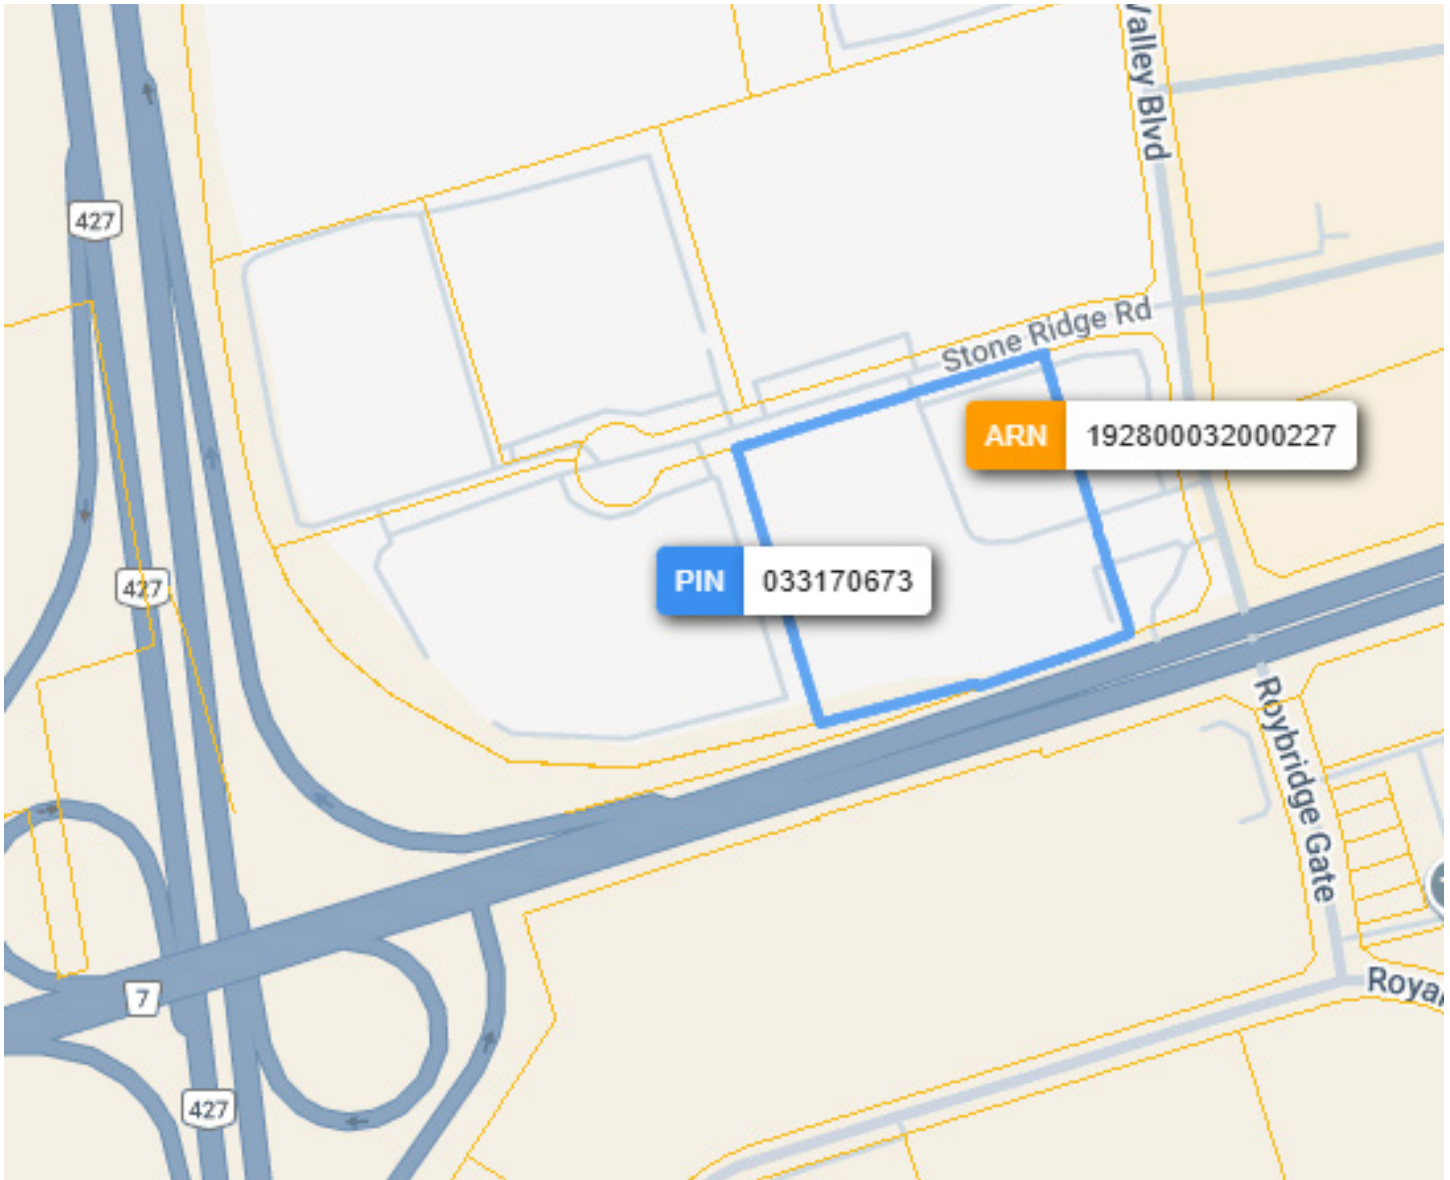 Valley Blvd
427
Stone Ridge Rd
ARN 192800032000227
PIN 033170673
427
Roybridge Gate
7
427